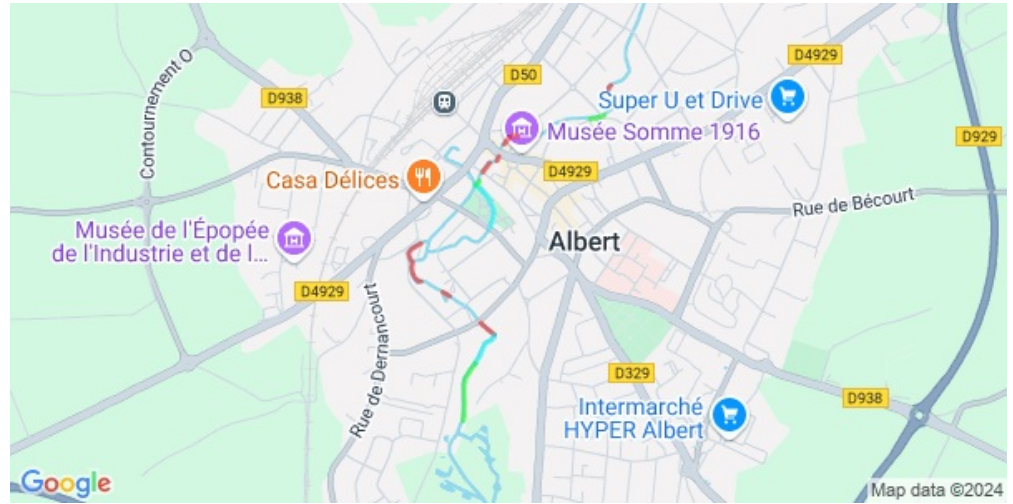 Contournement O
D938
D50
D4929
Super U et Drive
Musée Somme 1916
D929
Casa Délices
D4929
Rue de Bécourt
Musée de l'Épopée
de l'Industrie et de l...
Albert
D4929
Rue de Dernancourt
D329
D938
Intermarché
HYPER Albert
Google
Map data ©2024